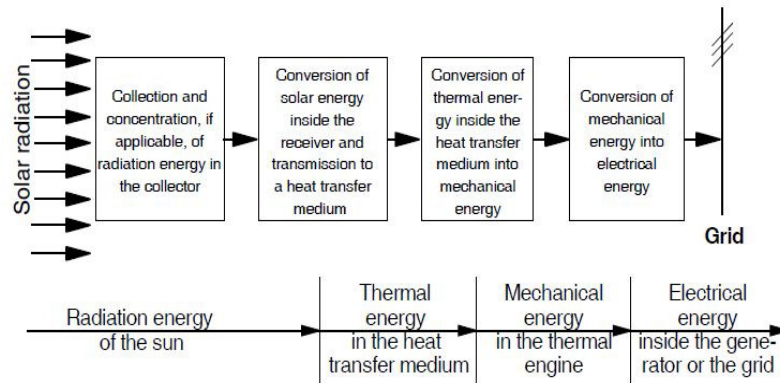 Solar radiation
Collection and
concentration, if
applicable, of
radiation energy in
the collector
Conversion of
solar energy
inside the
receiver and
transmission to
a heat transfer
medium
Conversion of
thermal ener-
gy inside the
heat transfer
medium into
mechanical
energy
Conversion of
mechanical
energy into
electrical
energy
Grid
Radiation energy
of the sun
Thermal
energy
in the heat
transfer medium
Mechanical
energy
in the thermal
engine
Electrical
energy
inside the gene-
rator or the grid